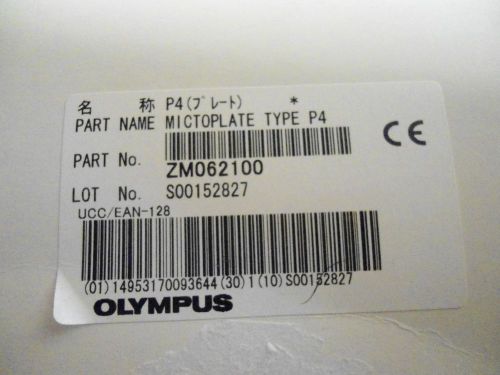 名 称 P4(プレート) *
PART NAME MICTOPLATE TYPE P4
CE
PART No. ZM062100
LOT No. S00152827
UCC/EAN-128
(01)14953170093644(30)1(10)S00152827
OLYMPUS